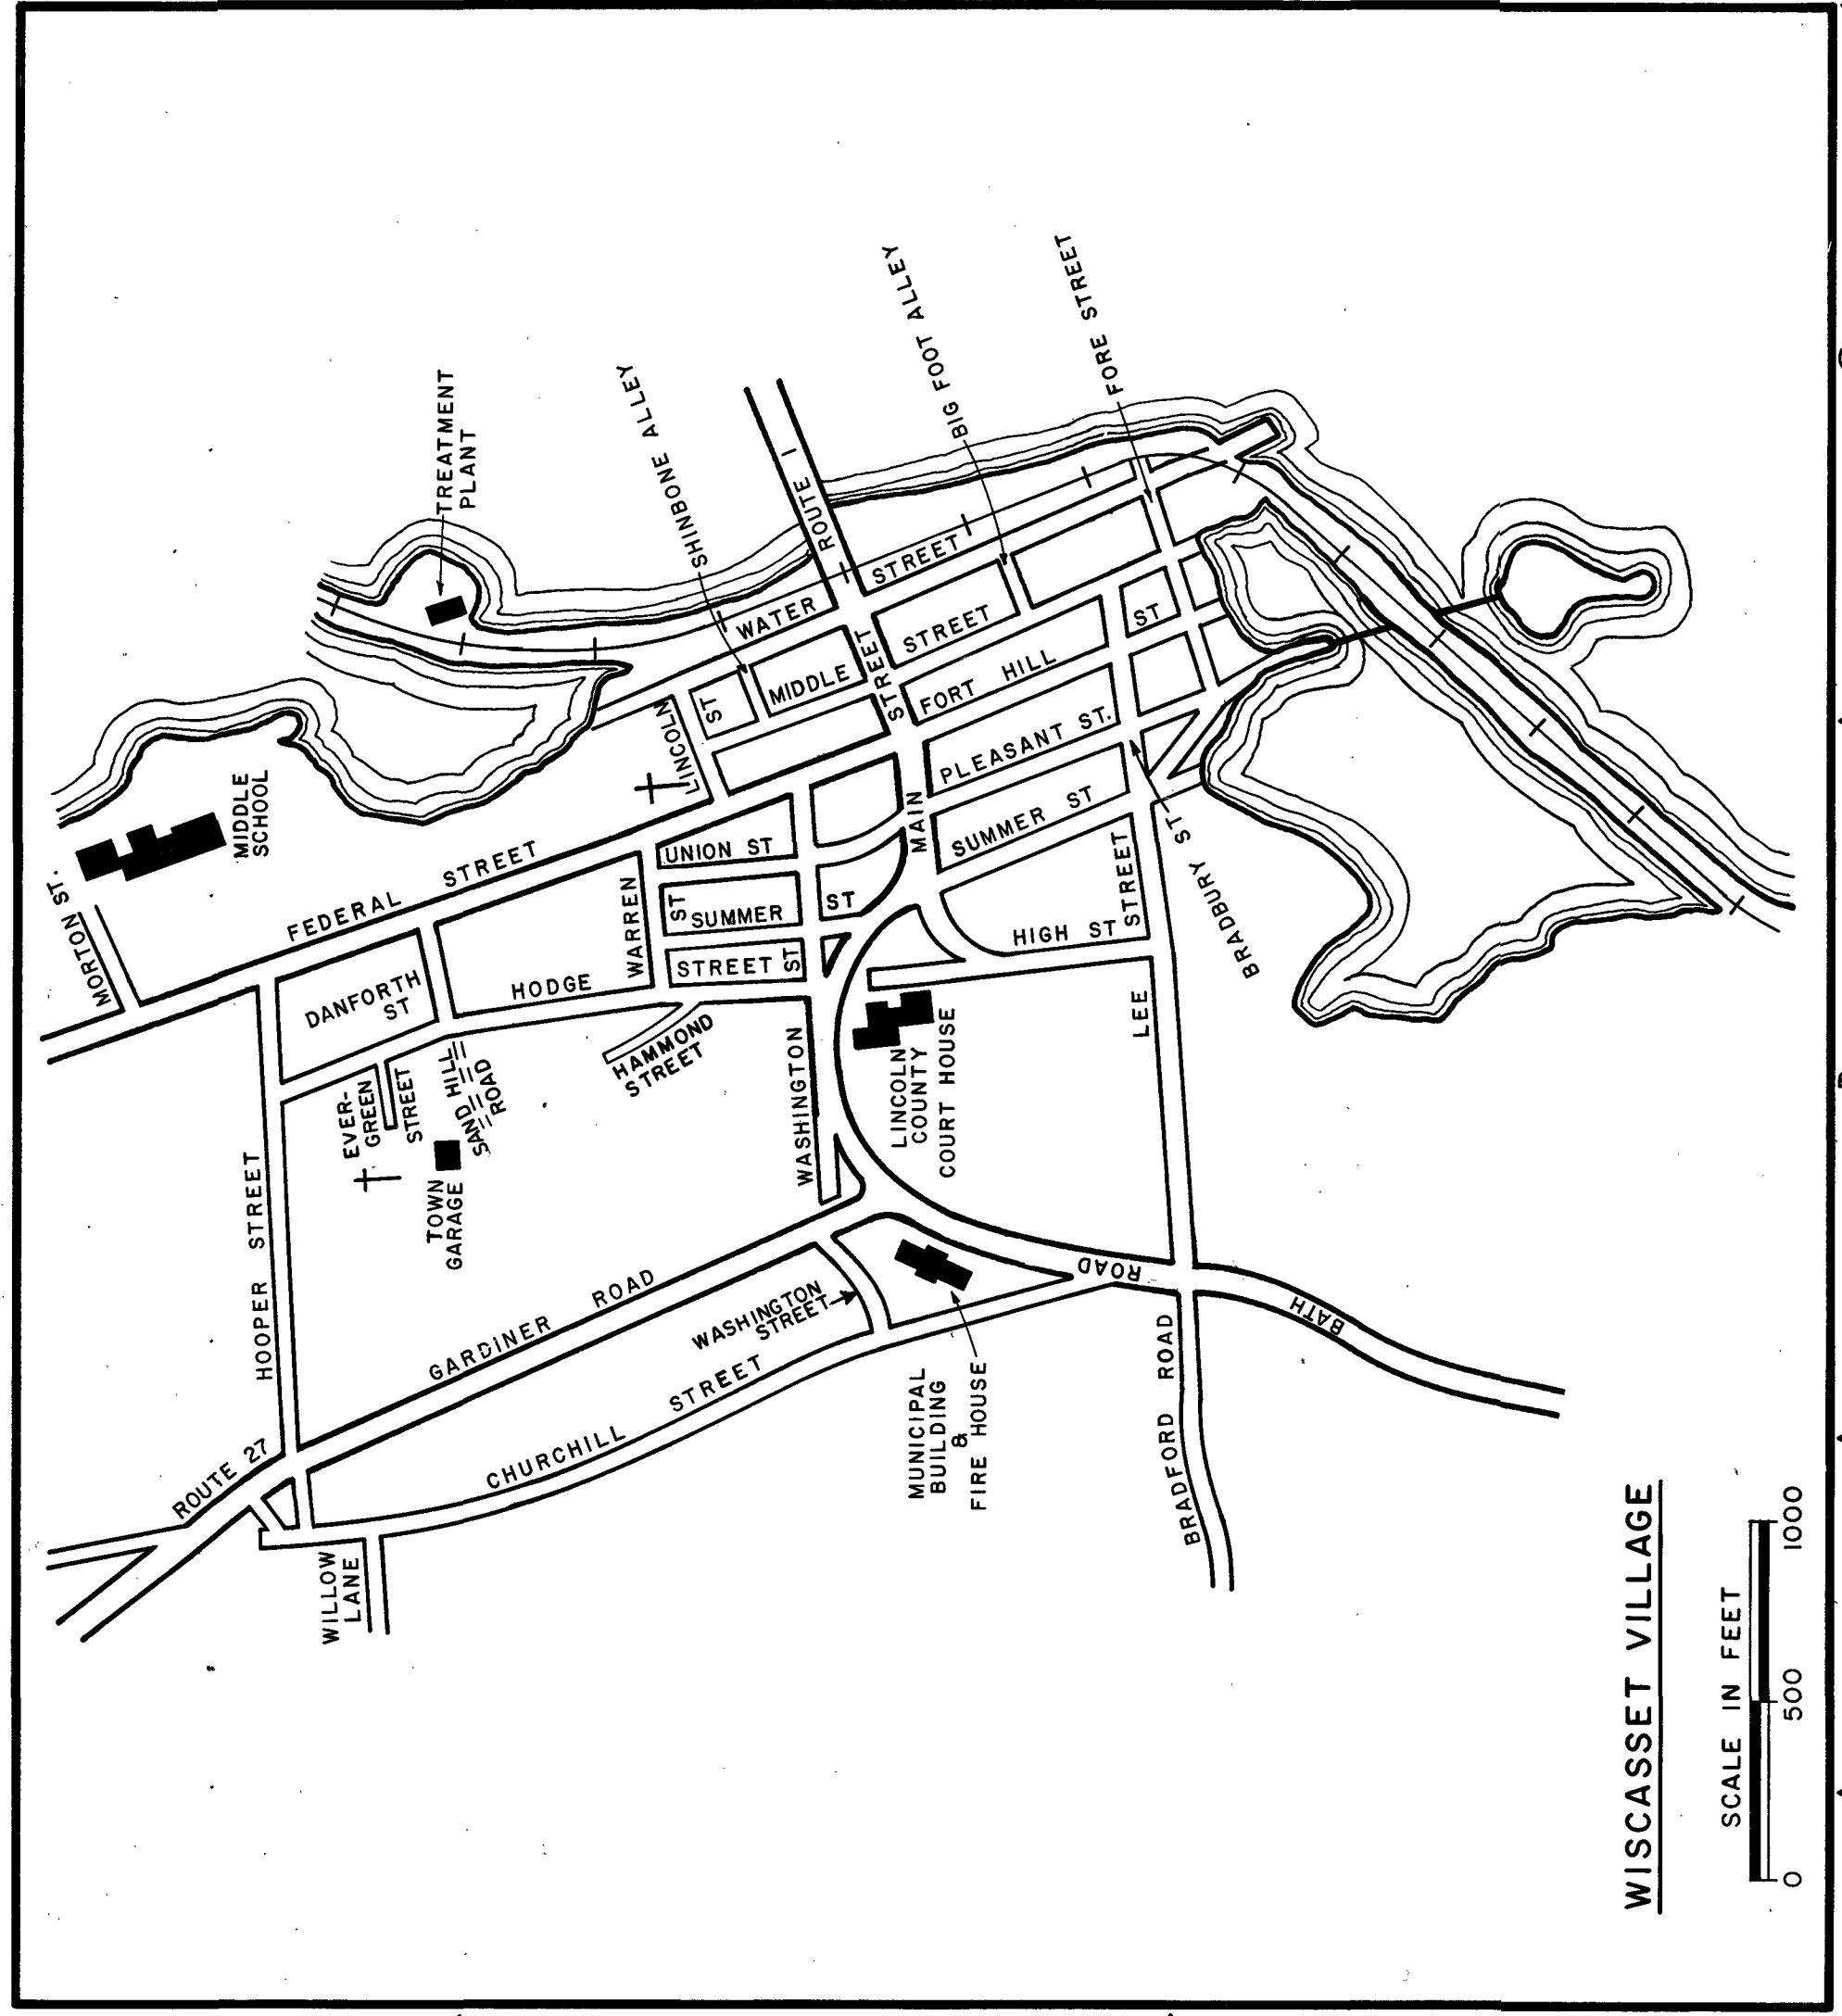 MORTON ST.
MIDDLE
SCHOOL
TREATMENT
PLANT
SHINBONE ALLEY
ROUTE 1
BIG FOOT ALLEY
FORE STREET
FEDERAL STREET
LINCOLN
ST
WATER STREET
MIDDLE STREET
MAIN STREET
FORT HILL ST
PLEASANT ST.
SUMMER ST
BRADBURY ST
UNION ST
ST
WARREN
ST
SUMMER
STREET
ST
HIGH ST
LEE STREET
DANFORTH
ST
HODGE
HAMMOND
STREET
EVER-
GREEN
STREET
SAND HILL
ROAD
TOWN
GARAGE
WASHINGTON
LINCOLN
COUNTY
COURT HOUSE
HOOPER STREET
GARDINER ROAD
ROUTE 27
WASHINGTON
STREET
CHURCHILL STREET
WILLOW
LANE
MUNICIPAL
BUILDING
&
FIRE HOUSE
BATH ROAD
BRADFORD ROAD
WISCASSET VILLAGE
SCALE IN FEET
0 500 1000